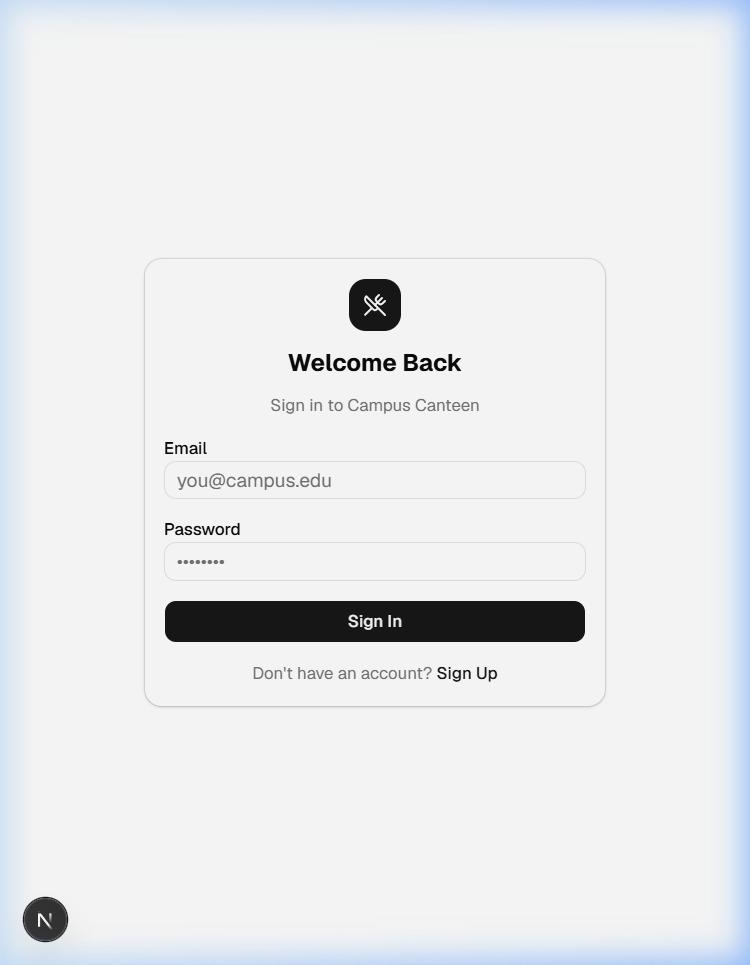 Welcome Back
Sign in to Campus Canteen
Email
you@campus.edu
Password
••••••••
Sign In
Don't have an account? Sign Up
N